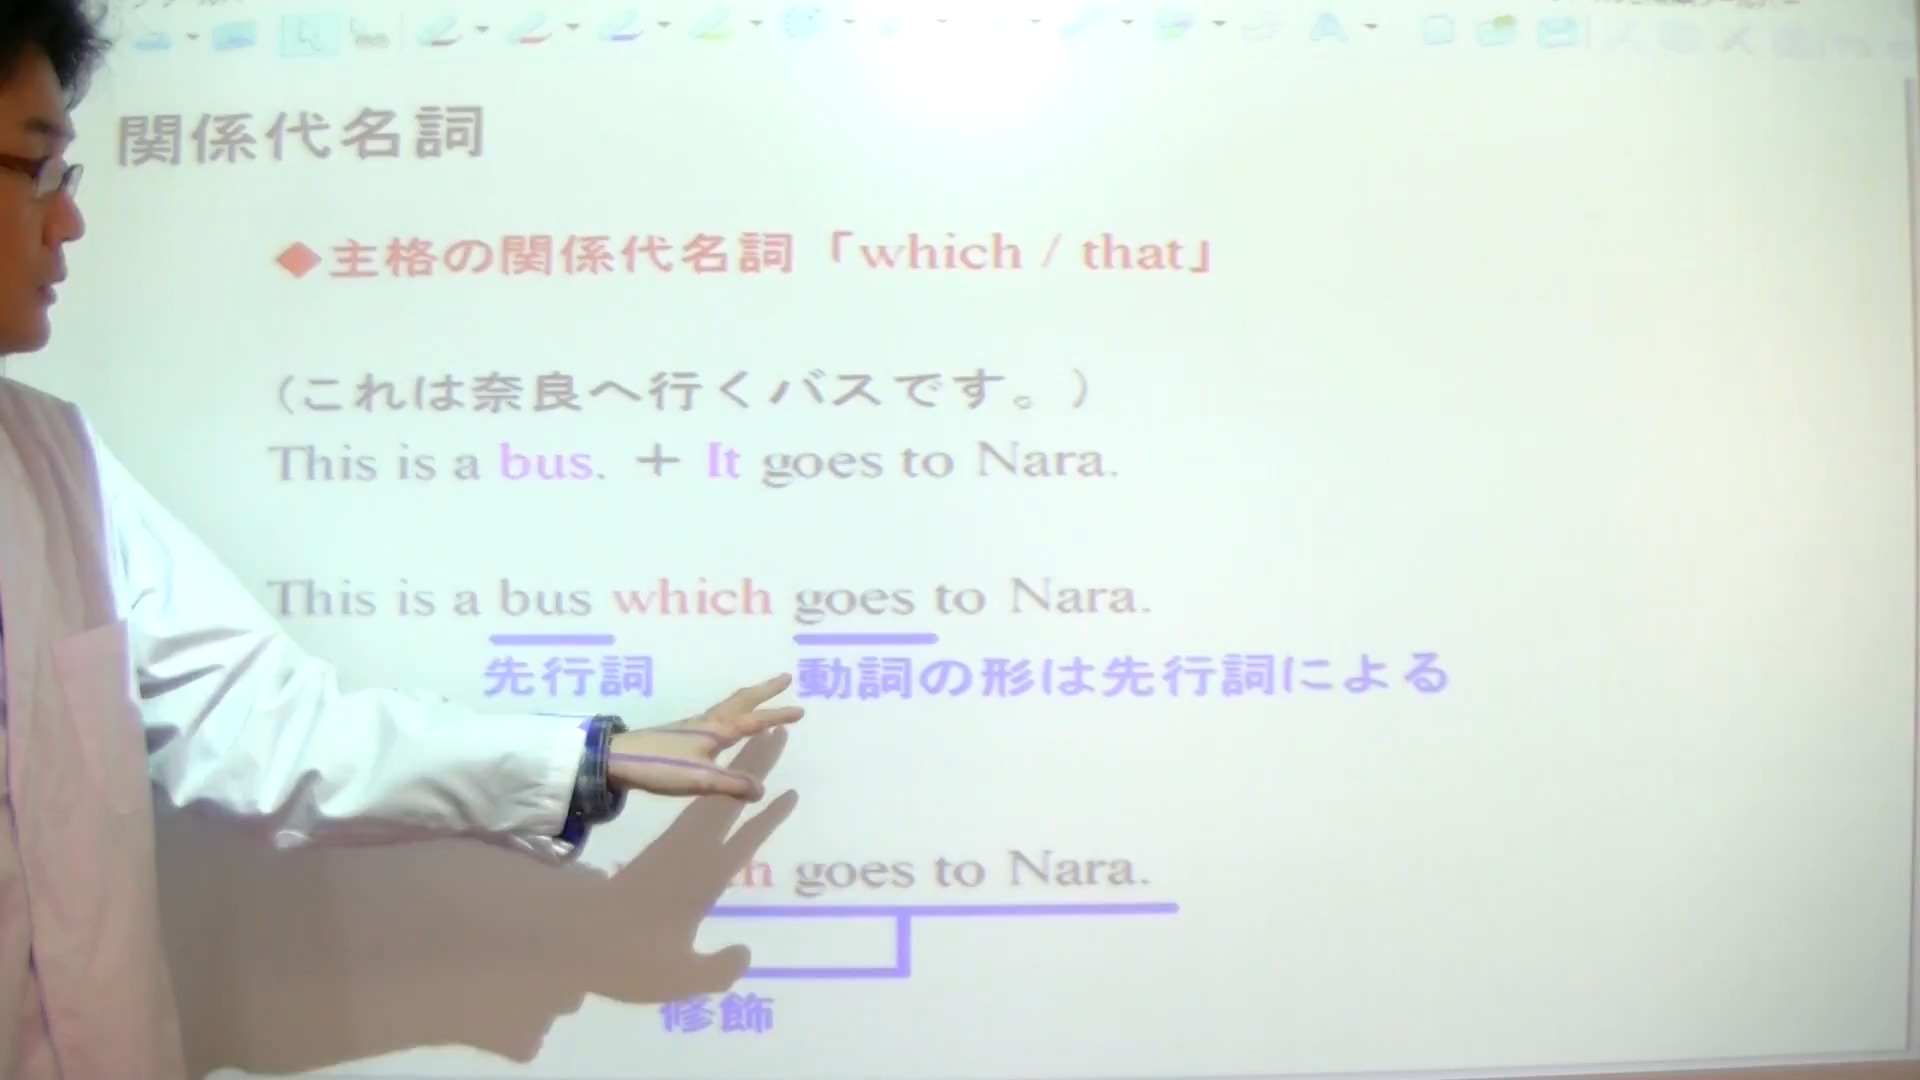 関係代名詞
◆主格の関係代名詞「which / that」
(これは奈良へ行くバスです。)
This is a bus. + It goes to Nara.
This is a bus which goes to Nara.
先行詞 動詞の形は先行詞による
goes to Nara.
修飾